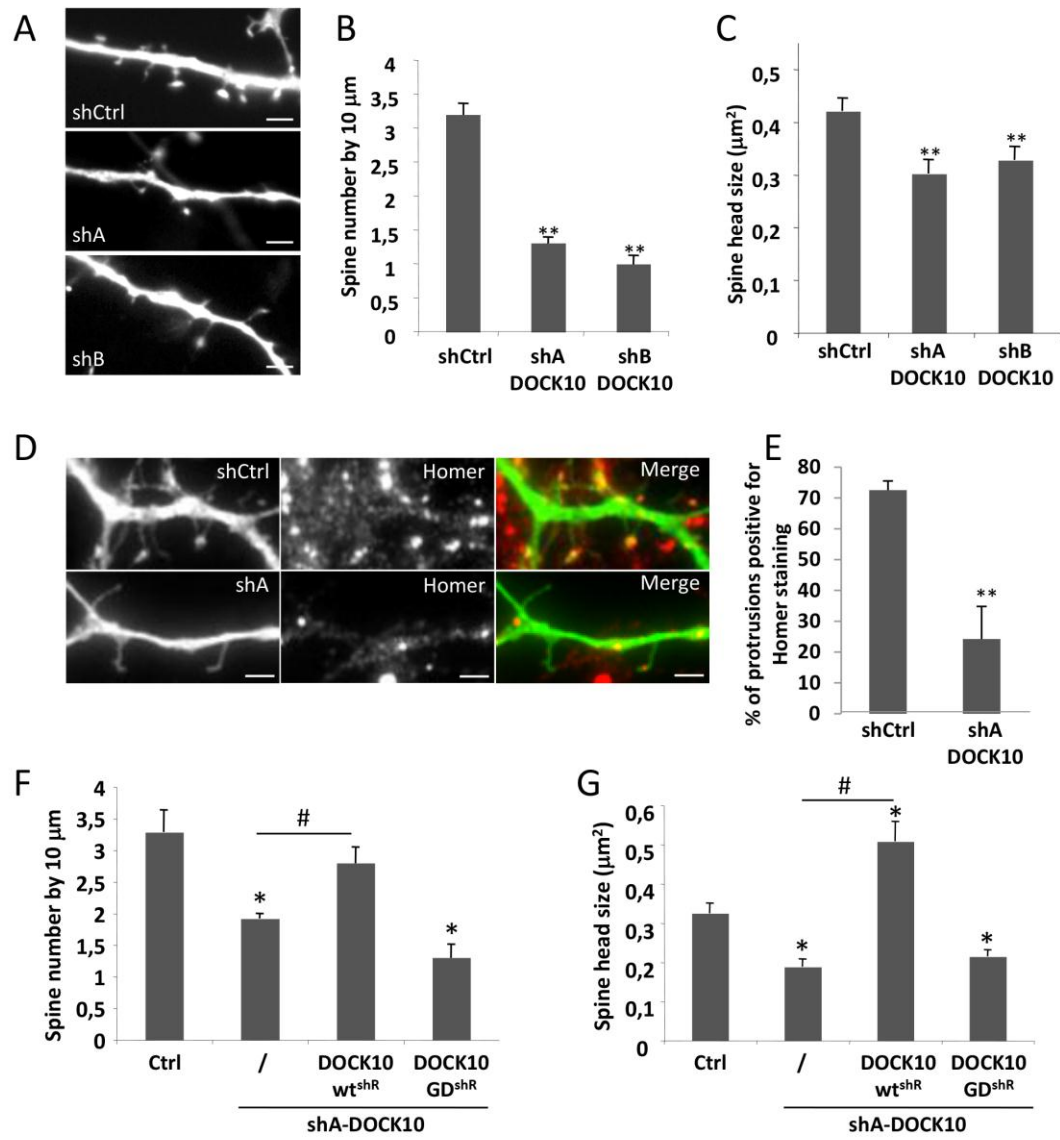 A
shCtrl
shA
shB
B
Spine number by 10 µm
4
3,5
3
2,5
2
1,5
1
0,5
0
**
**
shCtrl
shA
DOCK10
shB
DOCK10
C
Spine head size (µm²)
0,5
0,4
0,3
0,2
0,1
0
**
**
shCtrl
shA
DOCK10
shB
DOCK10
D
shCtrl
Homer
Merge
shA
Homer
Merge
E
% of protrusions positive for
Homer staining
80
70
60
50
40
30
20
10
0
**
shCtrl
shA
DOCK10
F
Spine number by 10 µm
4
3,5
3
2,5
2
1,5
1
0,5
0
#
*
*
Ctrl
/
DOCK10
wtshR
DOCK10
GDshR
shA-DOCK10
G
Spine head size (µm²)
0,6
0,5
0,4
0,3
0,2
0,1
0
#
*
*
*
Ctrl
/
DOCK10
wtshR
DOCK10
GDshR
shA-DOCK10